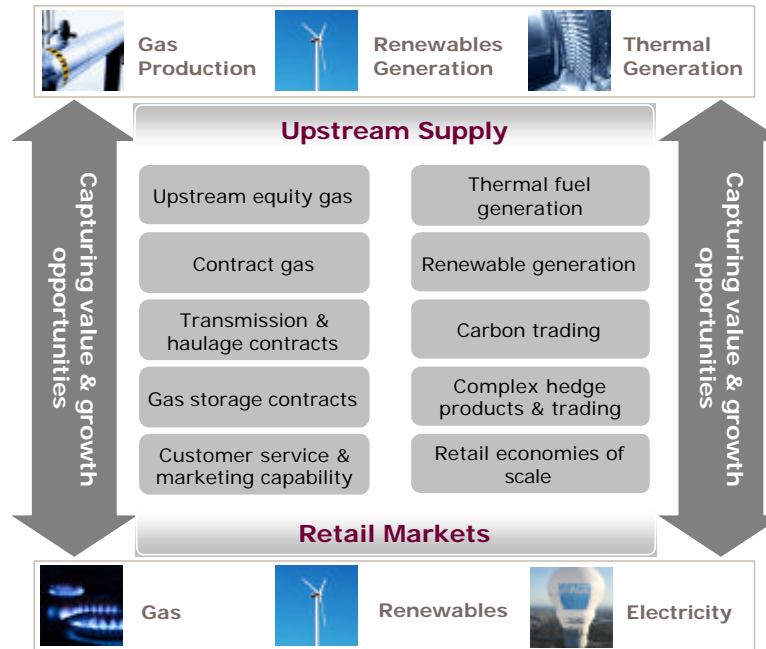 Gas
Production
Renewables
Generation
Thermal
Generation
Upstream Supply
Capturing value & growth
opportunities
Upstream equity gas
Thermal fuel
generation
Contract gas
Renewable generation
Transmission &
haulage contracts
Carbon trading
Gas storage contracts
Complex hedge
products & trading
Customer service &
marketing capability
Retail economies of
scale
Capturing value & growth
opportunities
Retail Markets
Gas
Renewables
Electricity